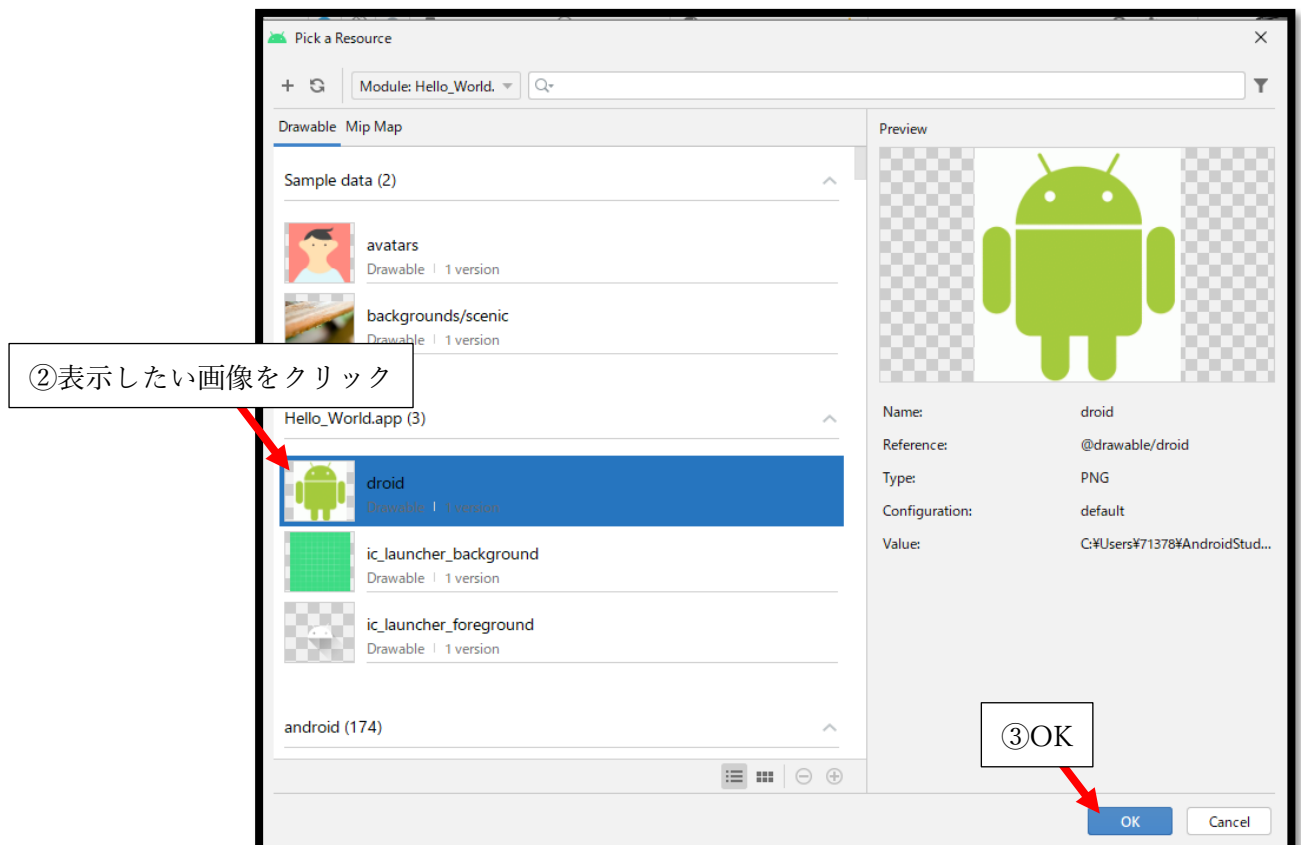 Pick a Resource
Module: Hello_World.
Drawable Mip Map
Sample data (2)
avatars
Drawable | 1 version
backgrounds/scenic
Drawable | 1 version
②表示したい画像をクリック
Hello_World.app (3)
droid
Drawable | 1 version
ic_launcher_background
Drawable | 1 version
ic_launcher_foreground
Drawable | 1 version
android (174)
Preview
Name: droid
Reference: @drawable/droid
Type: PNG
Configuration: default
Value: C:¥Users¥71378¥AndroidStud...
③OK
OK Cancel